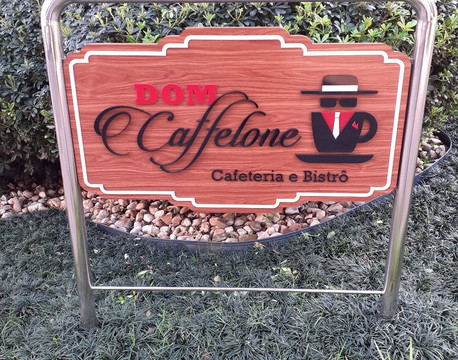 DOM
Caffelone
Cafeteria e Bistrô